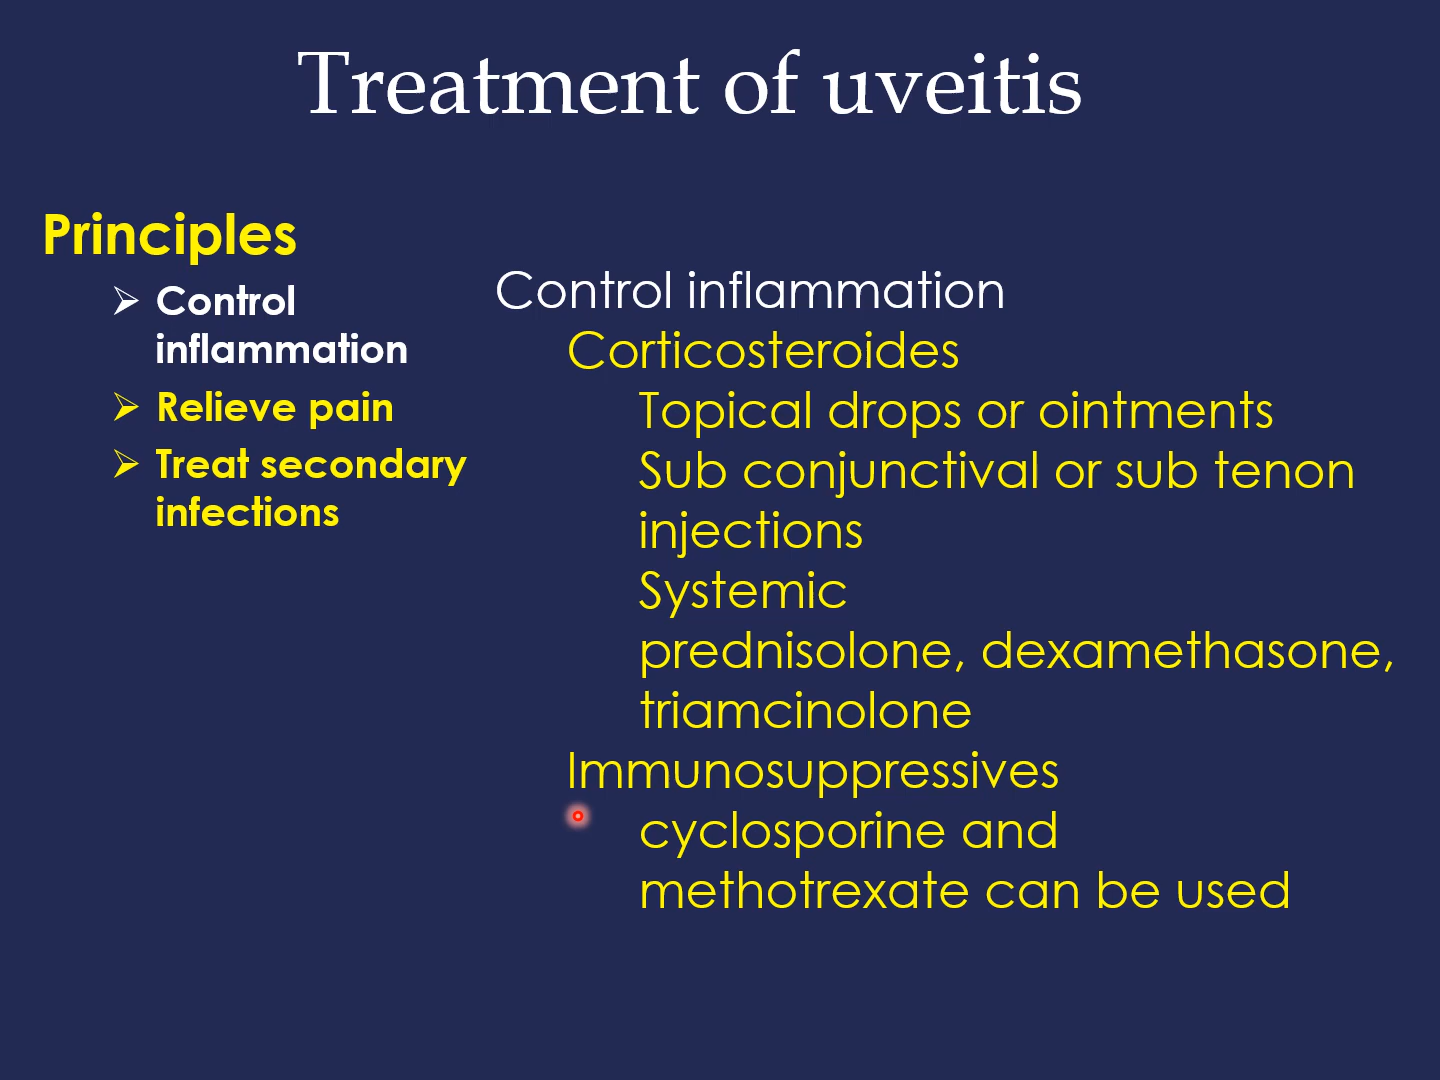 Treatment of uveitis
Principles
Control
inflammation
Relieve pain
Treat secondary
infections
Control inflammation
Corticosteroides
Topical drops or ointments
Sub conjunctival or sub tenon
injections
Systemic
prednisolone, dexamethasone,
triamcinolone
Immunosuppressives
cyclosporine and
methotrexate can be used